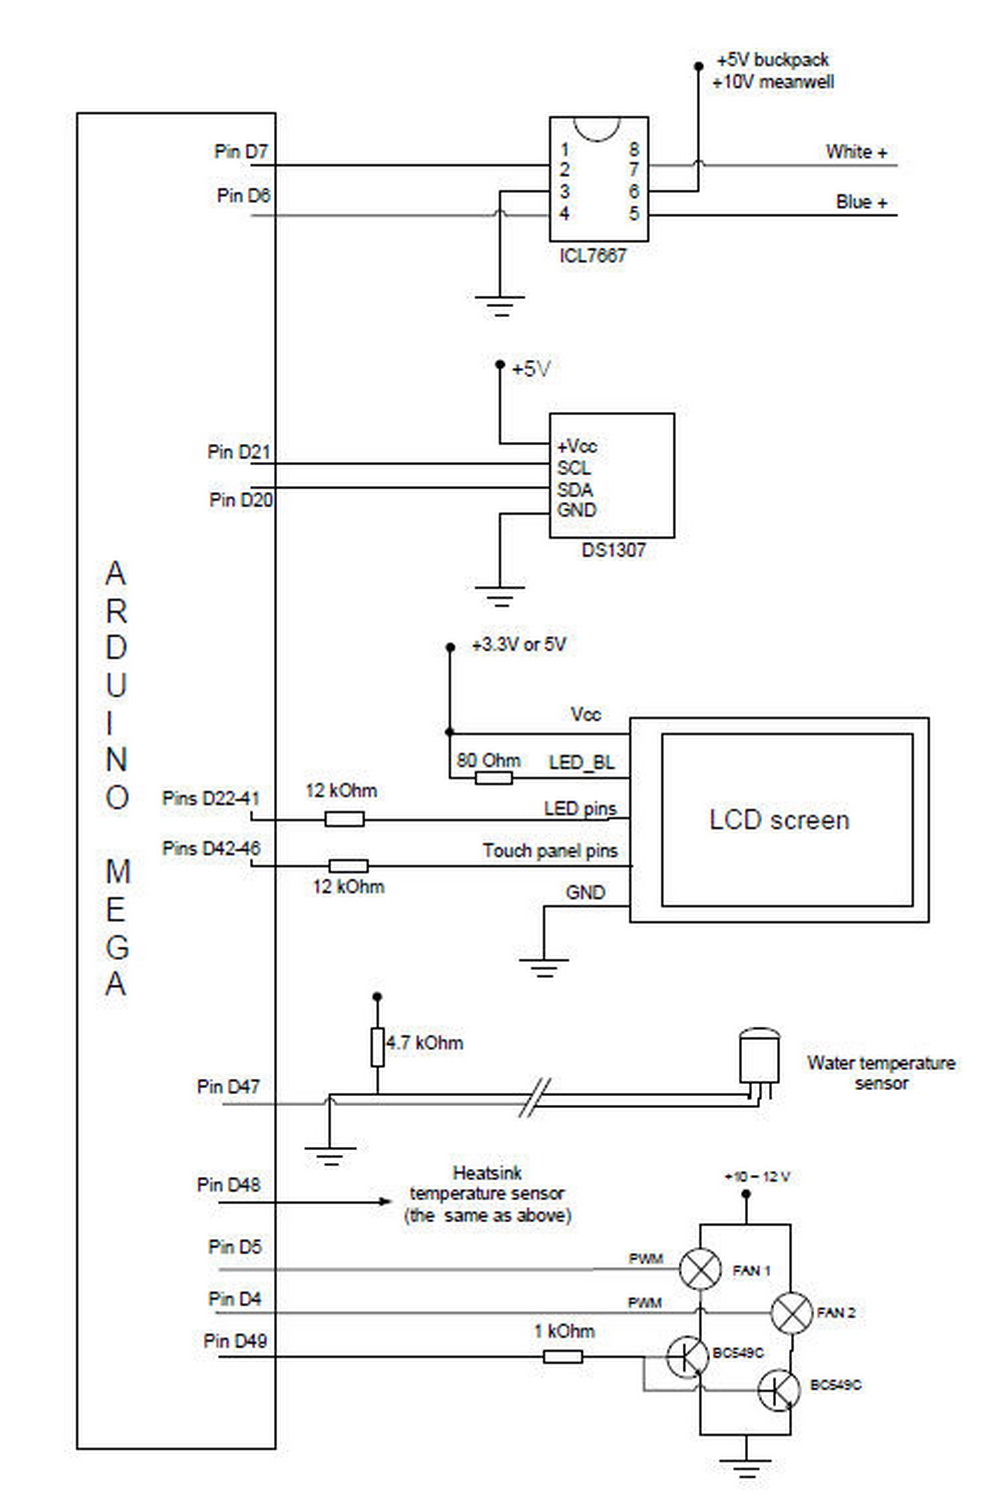 +5V buckpack
+10V meanwell
Pin D7
1 8
2 7
3 6
4 5
White +
Pin D6
Blue +
ICL7667
+5V
Pin D21
+Vcc
SCL
SDA
GND
Pin D20
DS1307
ARDUINO MEGA
+3.3V or 5V
Vcc
80 Ohm
LED_BL
Pins D22-41
12 kOhm
LED pins
LCD screen
Pins D42-46
Touch panel pins
12 kOhm
GND
4.7 kOhm
Water temperature
sensor
Pin D47
Heatsink
temperature sensor
(the same as above)
Pin D48
+10 – 12 V
Pin D5
PWM
FAN 1
Pin D4
PWM
FAN 2
Pin D49
1 kOhm
BC549C
BC549C